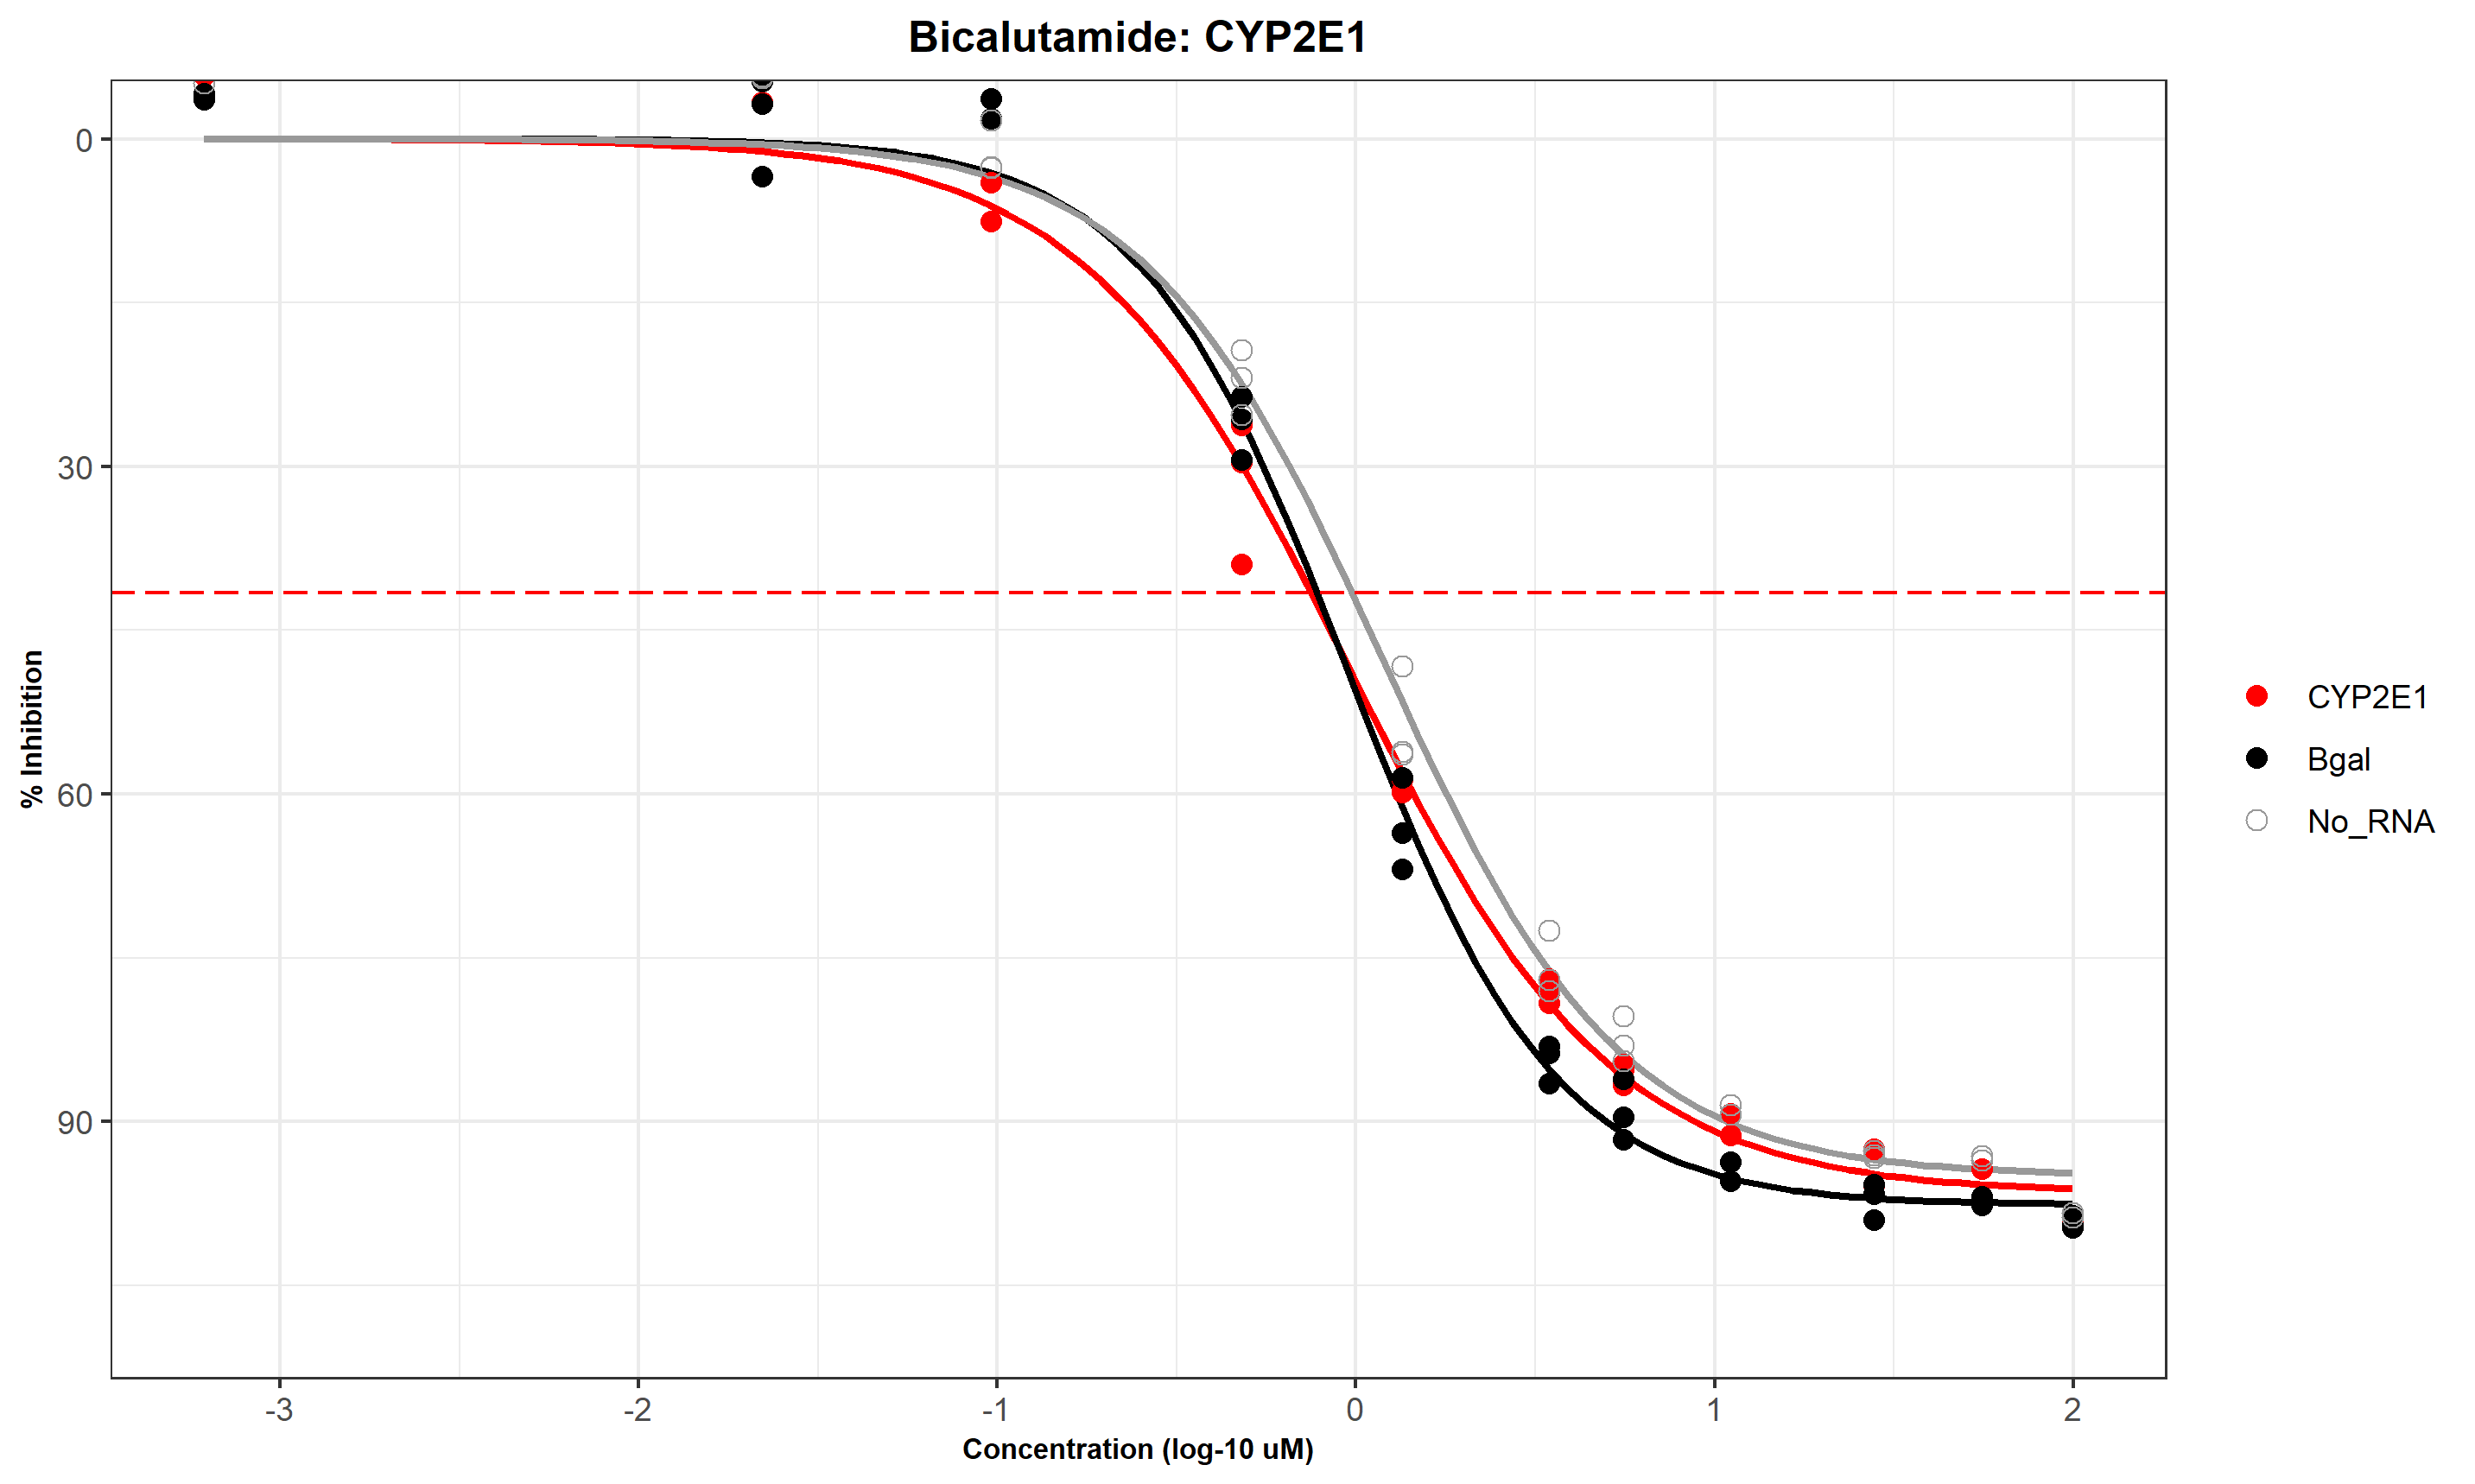 Bicalutamide: CYP2E1
% Inhibition
0
30
60
90
-3
-2
-1
0
1
2
Concentration (log-10 uM)
CYP2E1
Bgal
No_RNA